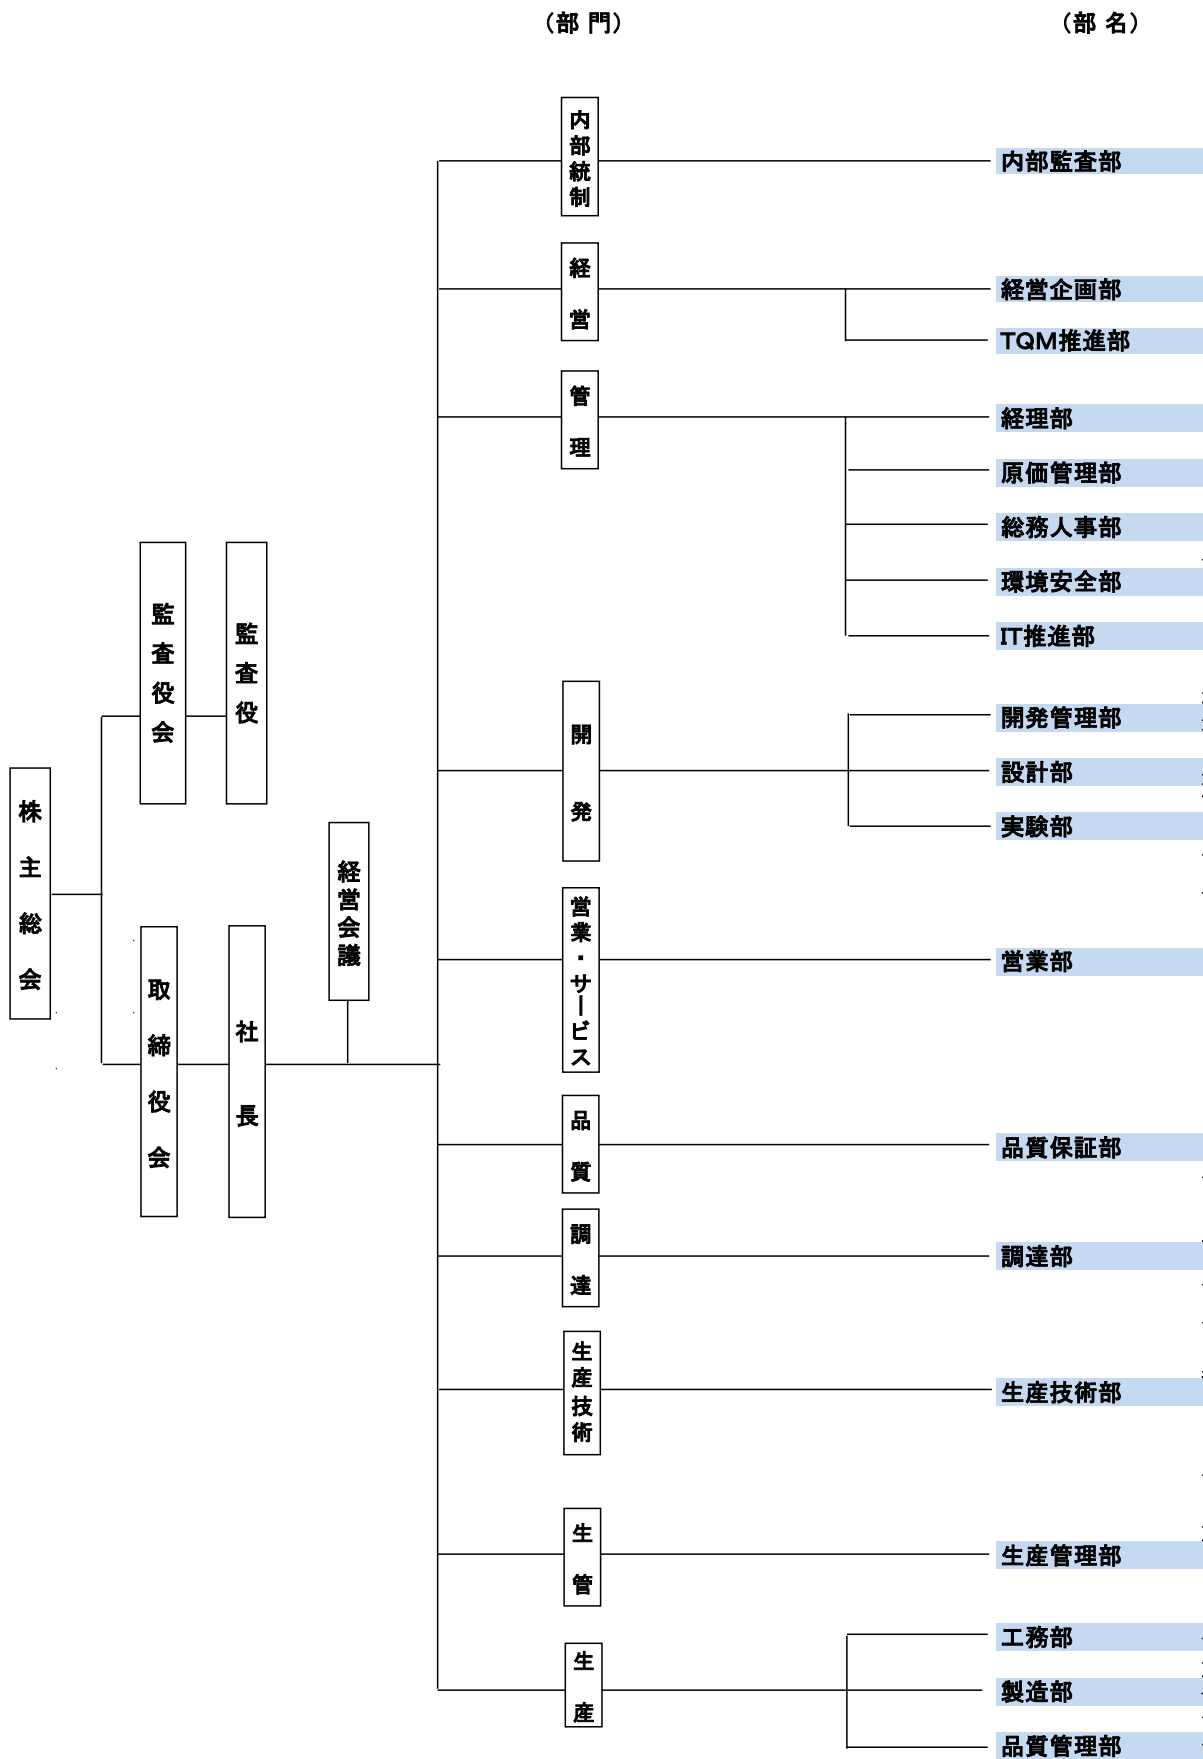 （部 門）
（部 名）
株主総会
監査役会
監査役
取締役会
社長
経営会議
内部統制
内部監査部
経営
経営企画部
TQM推進部
管理
経理部
原価管理部
総務人事部
環境安全部
IT推進部
開発
開発管理部
設計部
実験部
営業・サービス
営業部
品質
品質保証部
調達
調達部
生産技術
生産技術部
生管
生産管理部
生産
工務部
製造部
品質管理部